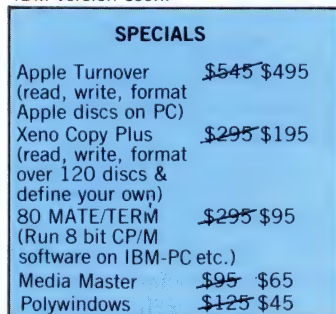 SPECIALS
Apple Turnover $545 $495
(read, write, format
Apple discs on PC)
Xeno Copy Plus $295 $195
(read, write, format
over 120 discs &
define your own)
80 MATE/TERM $295 $95
(Run 8 bit CP/M
software on IBM-PC etc.)
Media Master $95 $65
Polywindows $125 $45